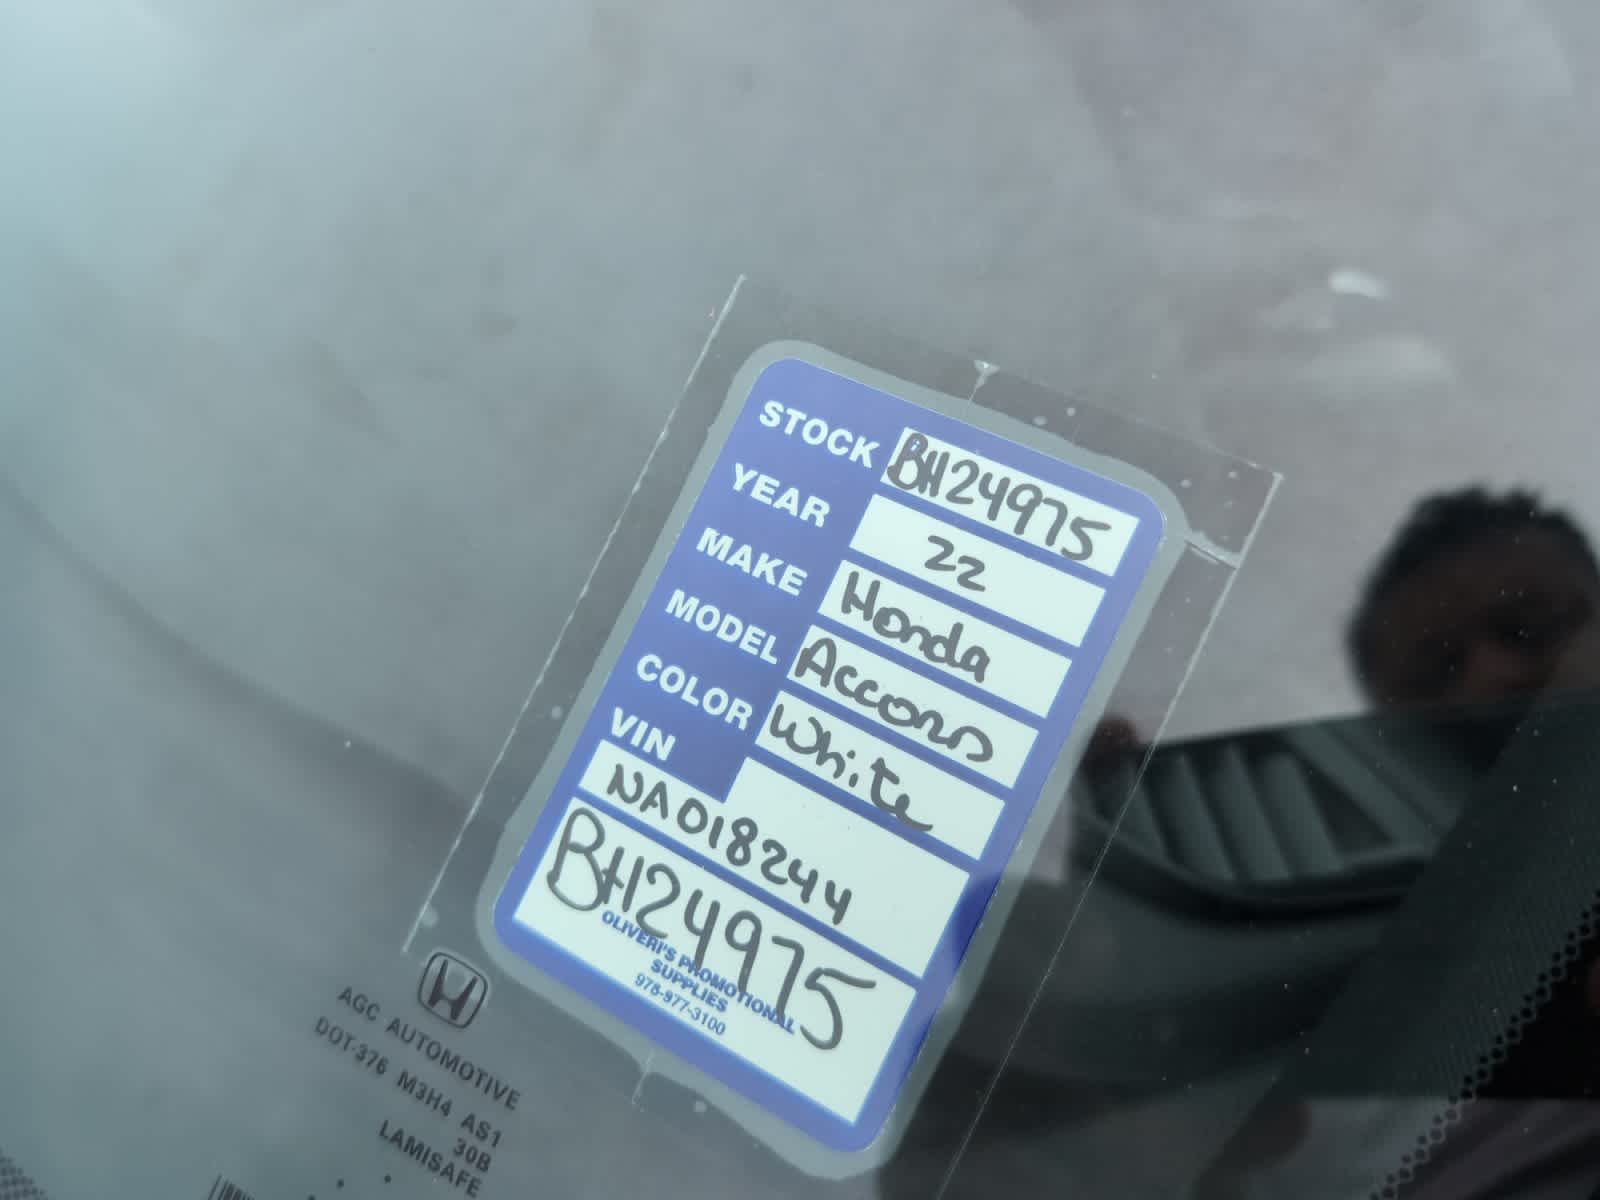 STOCK BH24975
YEAR 22
MAKE Honda
MODEL Accord
COLOR White
VIN
NA018244
BH24975
OLIVERI'S PROMOTIONAL
SUPPLIES
978-977-3100
AGC AUTOMOTIVE
DOT-376 M3H4 AS1
30B
LAMISAFE